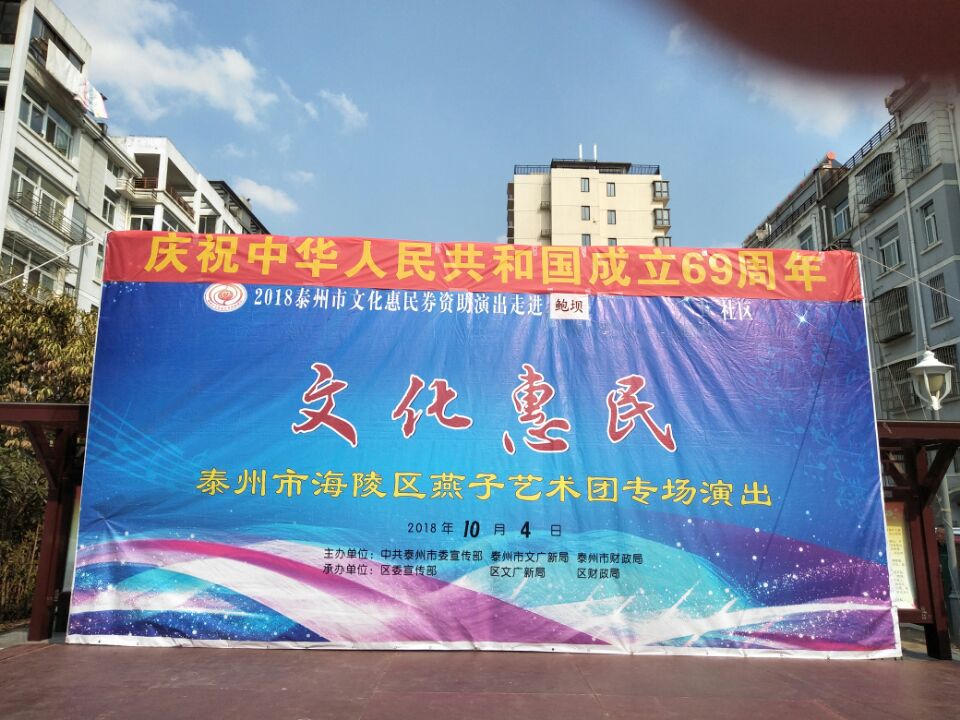 庆祝中华人民共和国成立69周年
2018泰州市文化惠民券资助演出走进 鲍坝 社区
文化惠民
泰州市海陵区燕子艺术团专场演出
2018 年 10 月 4 日
主办单位：中共泰州市委宣传部 泰州市文广新局 泰州市财政局
承办单位：区委宣传部 区文广新局 区财政局